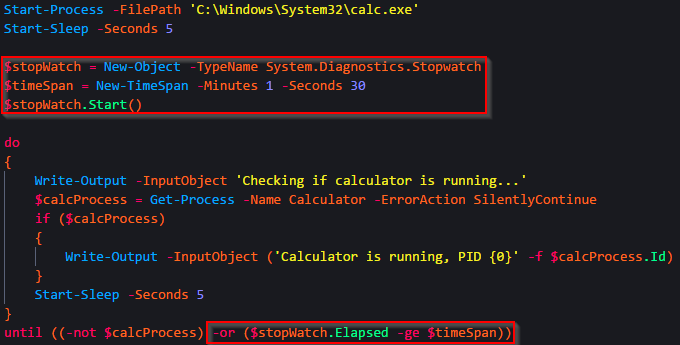 Start-Process -FilePath 'C:\Windows\System32\calc.exe'
Start-Sleep -Seconds 5
$stopWatch = New-Object -TypeName System.Diagnostics.Stopwatch
$timeSpan = New-TimeSpan -Minutes 1 -Seconds 30
$stopWatch.Start()
do
{
Write-Output -InputObject 'Checking if calculator is running...'
$calcProcess = Get-Process -Name Calculator -ErrorAction SilentlyContinue
if ($calcProcess)
{
Write-Output -InputObject ('Calculator is running, PID {0}' -f $calcProcess.Id)
}
Start-Sleep -Seconds 5
}
until ((-not $calcProcess) -or ($stopWatch.Elapsed -ge $timeSpan))